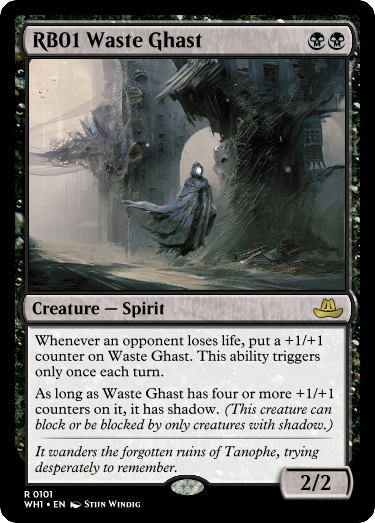 RB01 Waste Ghast
Creature — Spirit
Whenever an opponent loses life, put a +1/+1
counter on Waste Ghast. This ability triggers
only once each turn.
As long as Waste Ghast has four or more +1/+1
counters on it, it has shadow. (This creature can
block or be blocked by only creatures with shadow.)
It wanders the forgotten ruins of Tanophe, trying
desperately to remember.
2/2
R 0101
WH1 • EN Stijn Windig